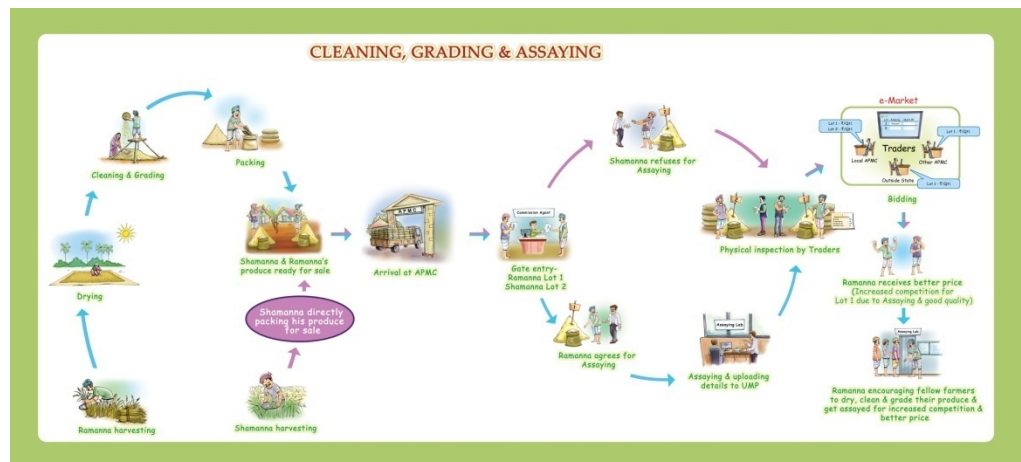 CLEANING, GRADING & ASSAYING
Cleaning & Grading
Packing
Drying
Ramanna harvesting
Shamanna harvesting
Shamanna directly
packing his produce
for sale
Shamanna & Ramanna's
produce ready for sale
APMC
Arrival at APMC
Commission Agent
Gate entry-
Ramanna Lot 1
Shamanna Lot 2
Shamanna refuses for
Assaying
Ramanna agrees for
Assaying
Assaying Lab
Assaying & uploading
details to UMP
Physical inspection by Traders
e-Market
Traders
Local APMC
Other APMC
Outside State
Bidding
Ramanna receives better price
(Increased competition for
Lot 1 due to Assaying & good quality)
Assaying Lab
Ramanna encouraging fellow farmers
to dry, clean & grade their produce &
get assayed for increased competition &
better price